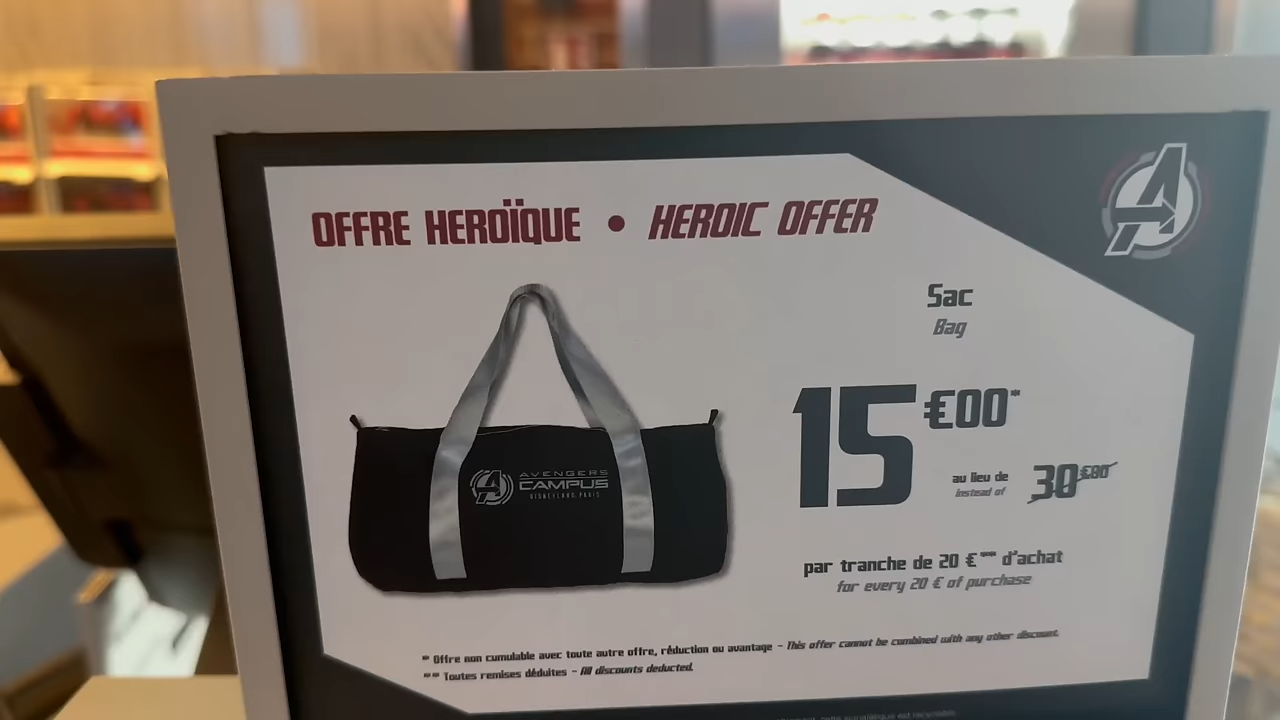 OFFRE HEROÏQUE • HEROIC OFFER
Sac
Bag
15€00*
au lieu de
instead of
30€00
par tranche de 20 €** d'achat
for every 20 € of purchase
AVENGERS
CAMPUS
DISNEYLAND PARIS
* Offre non cumulable avec toute autre offre, réduction ou avantage - This offer cannot be combined with any other discount.
** Toutes remises déduites - All discounts deducted.